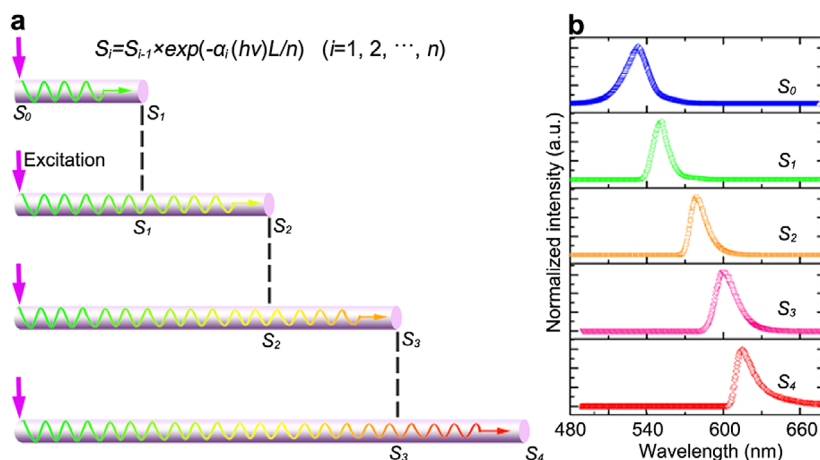 a
S₀
S₁
Sᵢ=Sᵢ₋₁×exp(-αᵢ(hv)L/n) (i=1, 2, ⋯, n)
Excitation
S₁
S₂
S₂
S₃
S₃
S₄
b
Normalized intensity (a.u.)
S₀
S₁
S₂
S₃
S₄
480 540 600 660
Wavelength (nm)